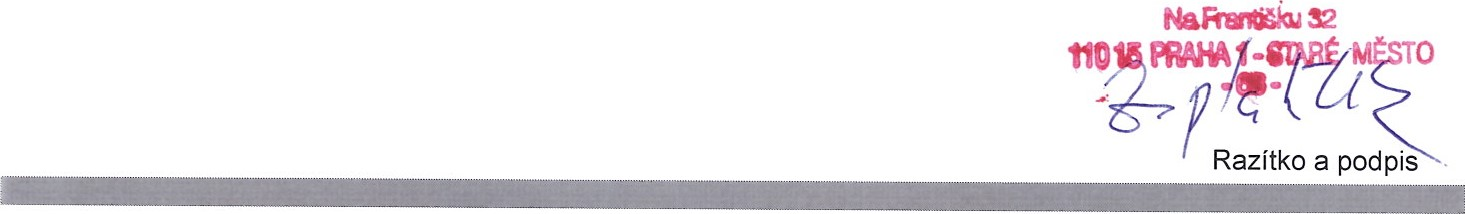 Na Františku 32
110 15 PRAHA 1 - STARÉ MĚSTO
Razítko a podpis